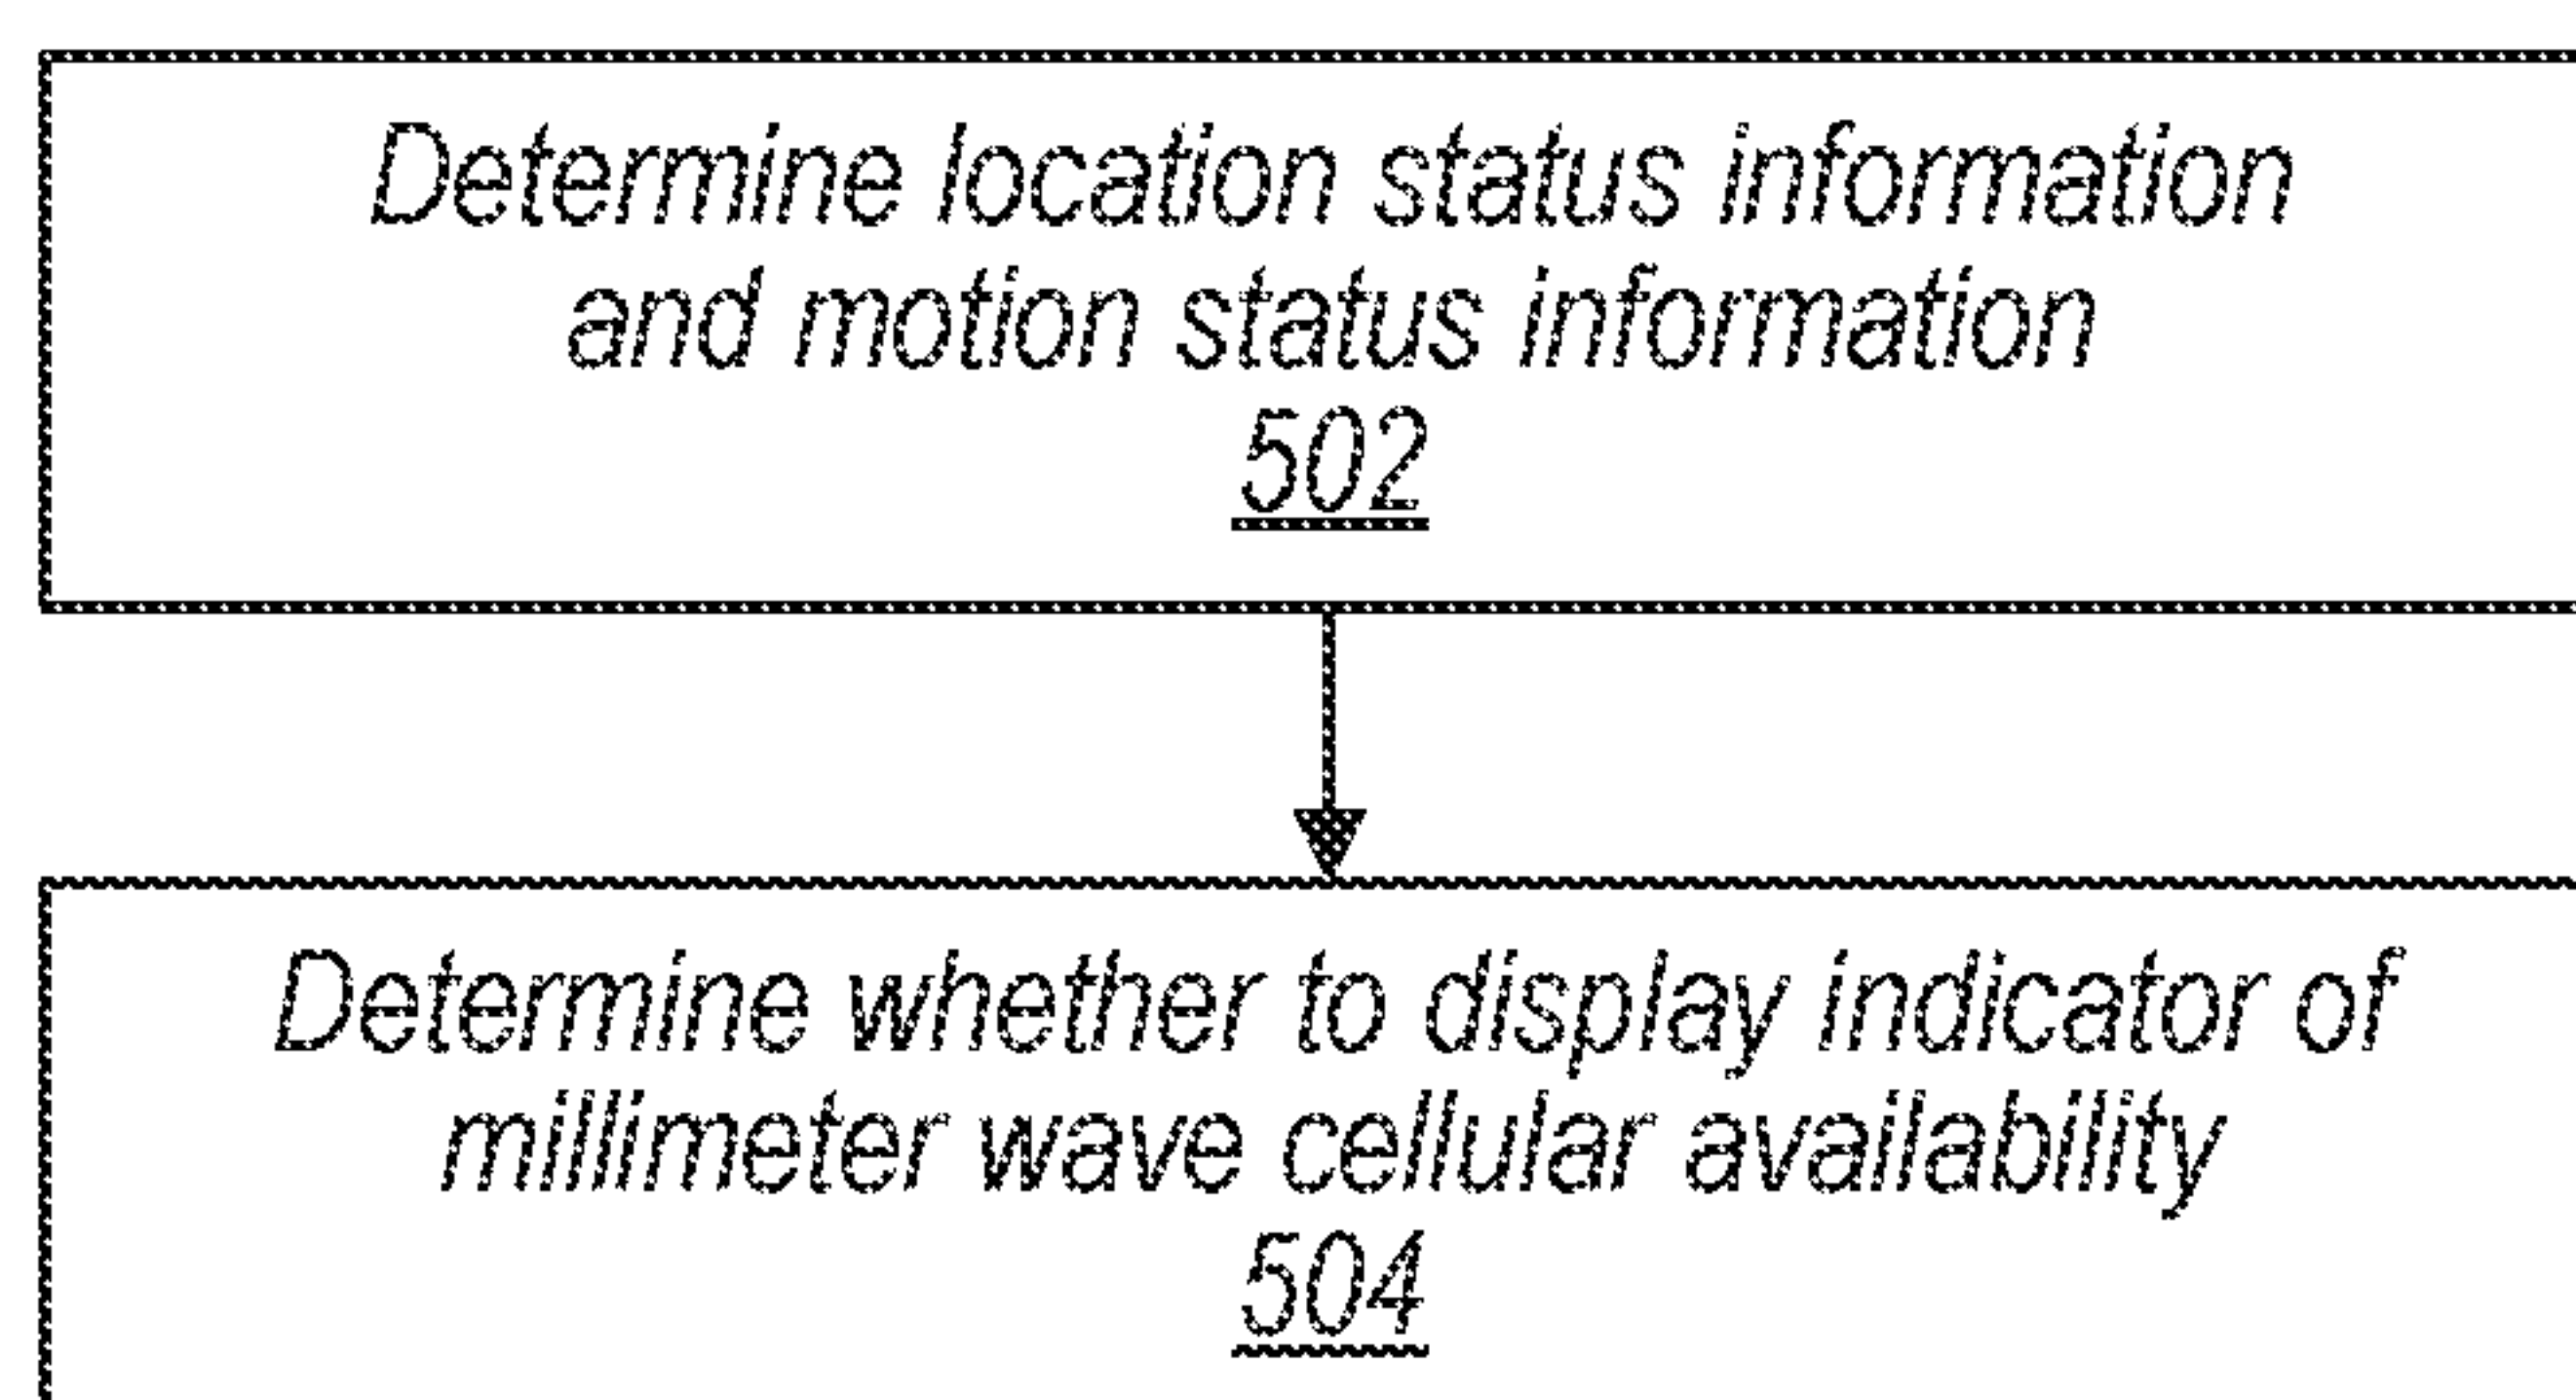 Determine location status information
and motion status information
502
Determine whether to display indicator of
millimeter wave cellular availability
504